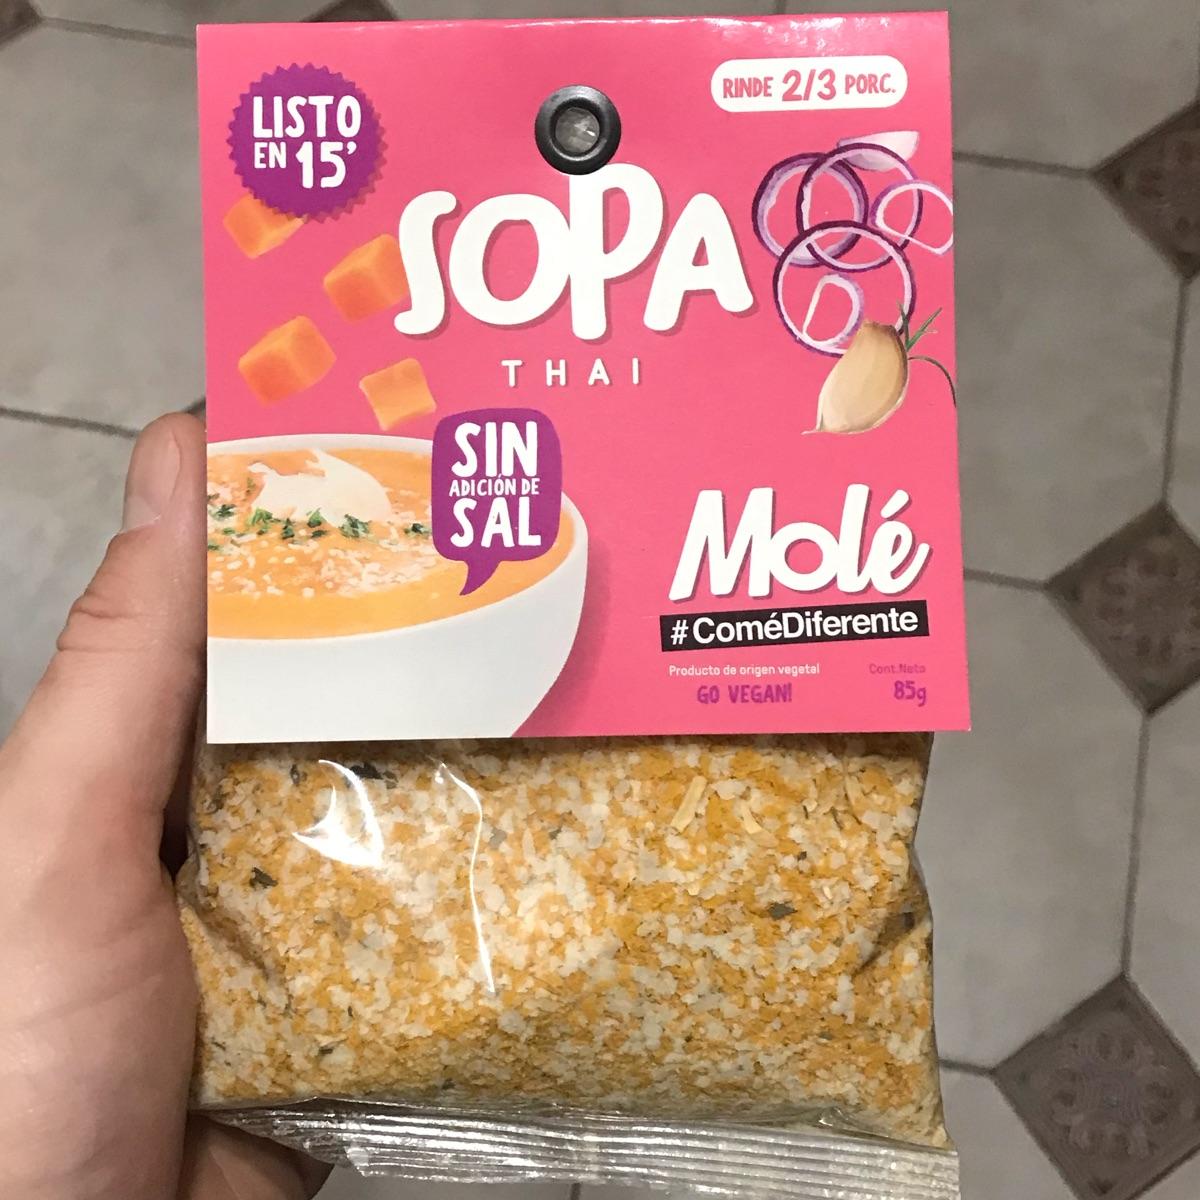 LISTO
EN 15’
RINDE 2/3 PORC.
SOPA
THAI
SIN
ADICIÓN DE
SAL
Molé
#ComéDiferente
Producto de origen vegetal
GO VEGAN!
Cont.Neto
85g